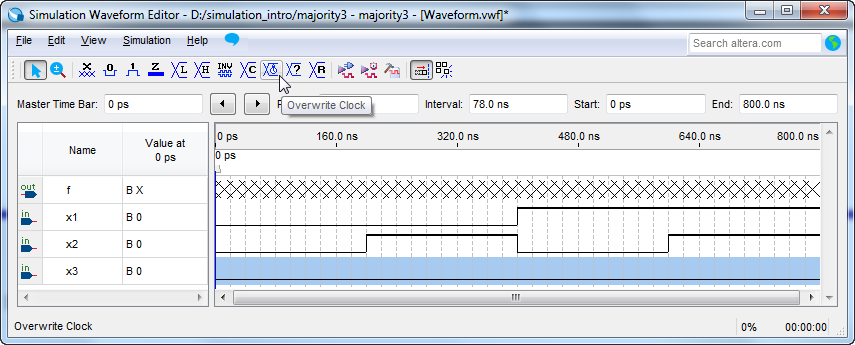 Simulation Waveform Editor - D:/simulation_intro/majority3 - majority3 - [Waveform.vwf]*
File Edit View Simulation Help Search altera.com
X 0 1 Z L H INV C ? R
Overwrite Clock
Master Time Bar: 0 ps Interval: 78.0 ns Start: 0 ps End: 800.0 ns
Name Value at 0 ps 0 ps 160.0 ns 320.0 ns 480.0 ns 640.0 ns 800.0 ns
0 ps
out f B X
in x1 B 0
in x2 B 0
in x3 B 0
Overwrite Clock 0% 00:00:00